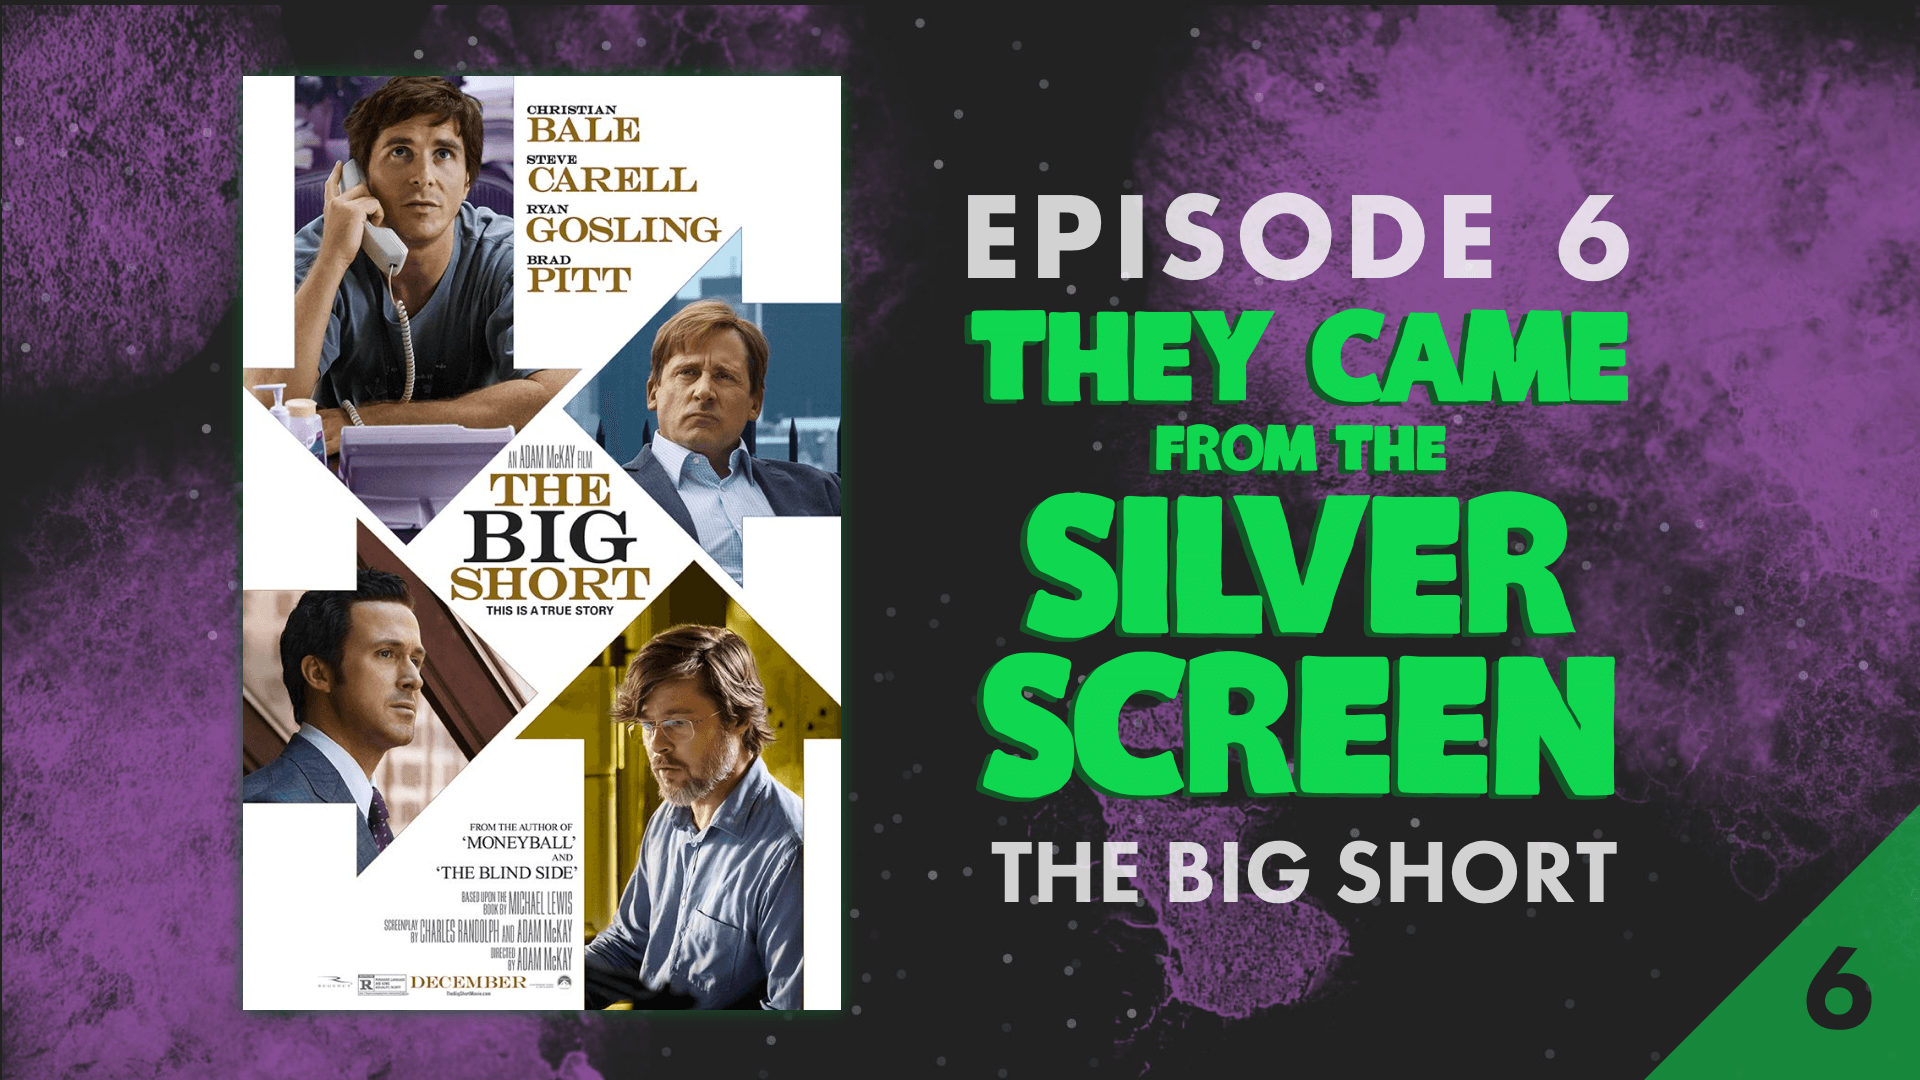 CHRISTIAN
BALE
STEVE
CARELL
RYAN
GOSLING
BRAD
PITT
AN ADAM McKAY FILM
THE
BIG
SHORT
THIS IS A TRUE STORY
FROM THE AUTHOR OF
‘MONEYBALL’
AND
‘THE BLIND SIDE’
BASED UPON THE
BOOK BY MICHAEL LEWIS
SCREENPLAY
BY CHARLES RANDOLPH AND ADAM McKAY
DIRECTED
BY ADAM McKAY
REGENCY
R
DECEMBER
TheBigShortMovie.com
EPISODE 6
THEY CAME
FROM THE
SILVER
SCREEN
THE BIG SHORT
6